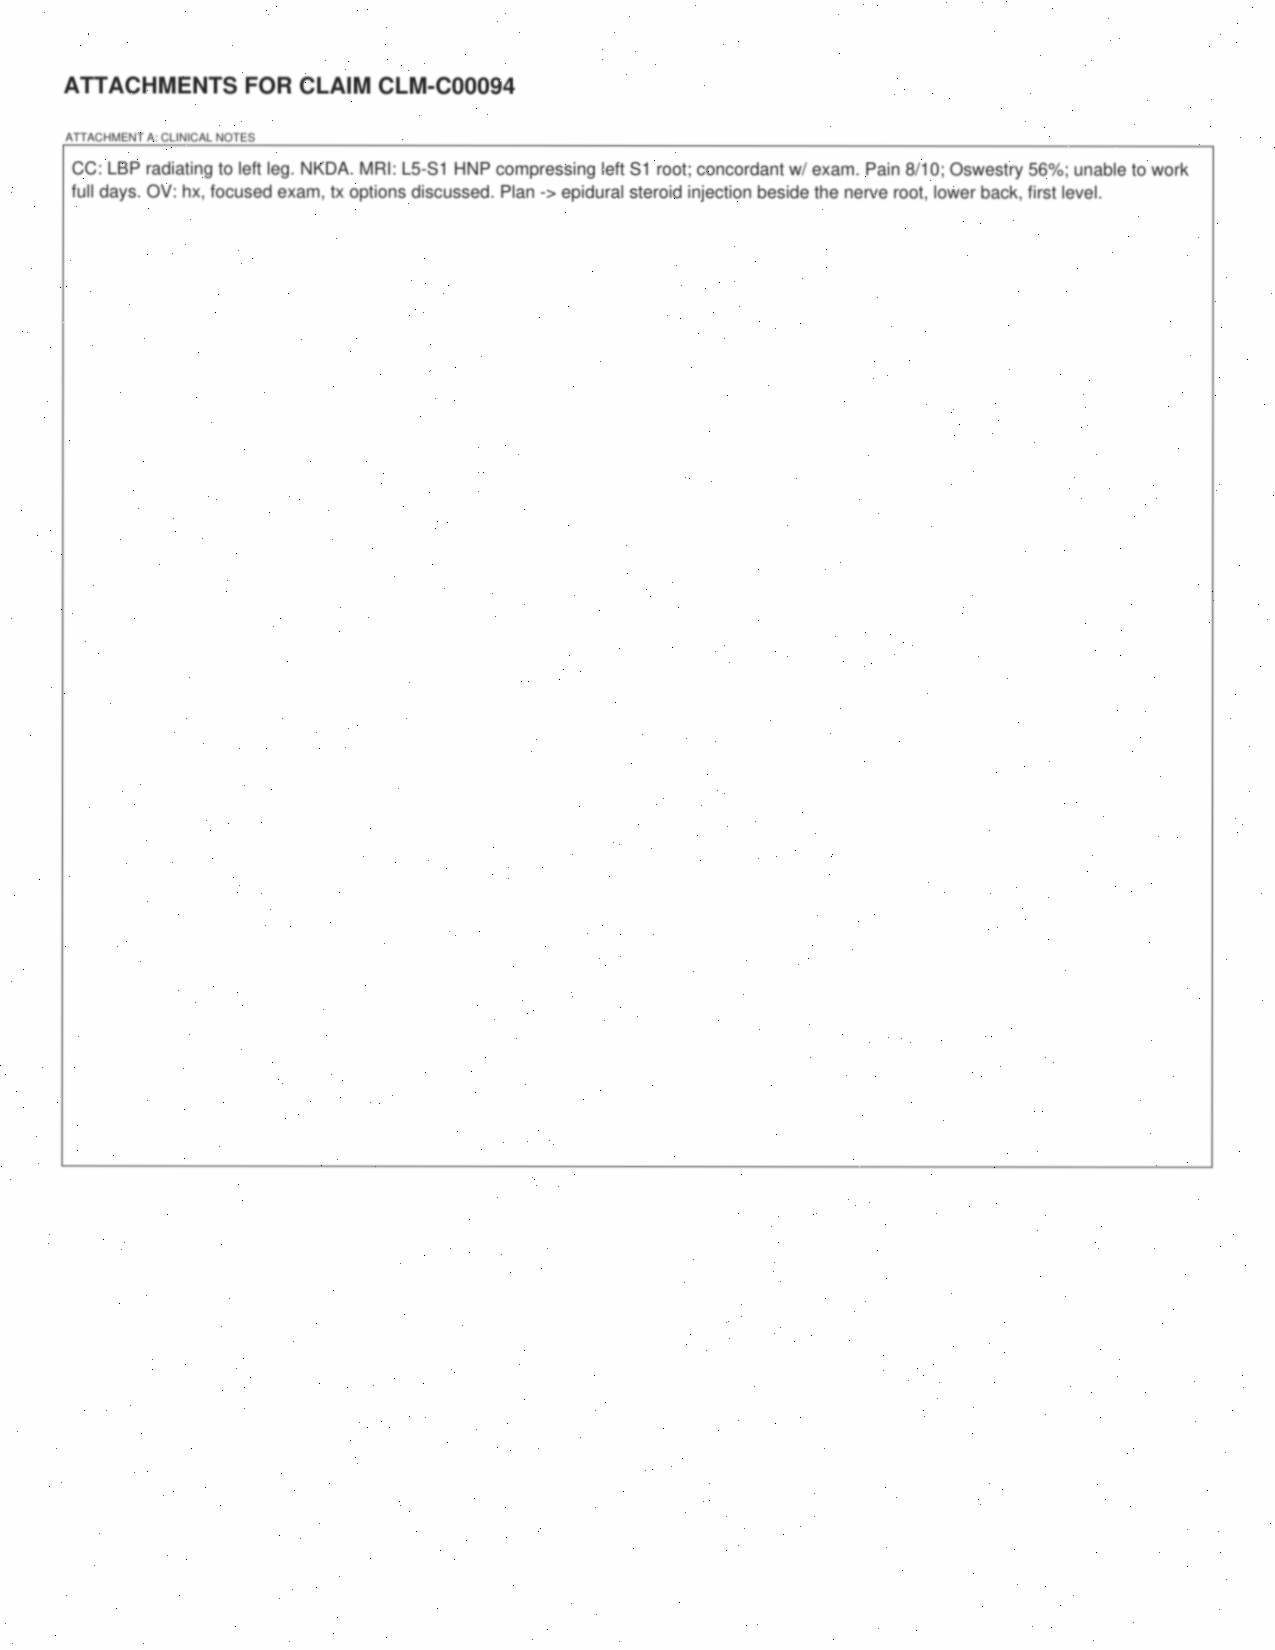 ATTACHMENTS FOR CLAIM CLM-C00094
ATTACHMENT A: CLINICAL NOTES
CC: LBP radiating to left leg. NKDA. MRI: L5-S1 HNP compressing left S1 root; concordant w/ exam. Pain 8/10; Oswestry 56%; unable to work
full days. OV: hx, focused exam, tx options discussed. Plan -> epidural steroid injection beside the nerve root, lower back, first level.